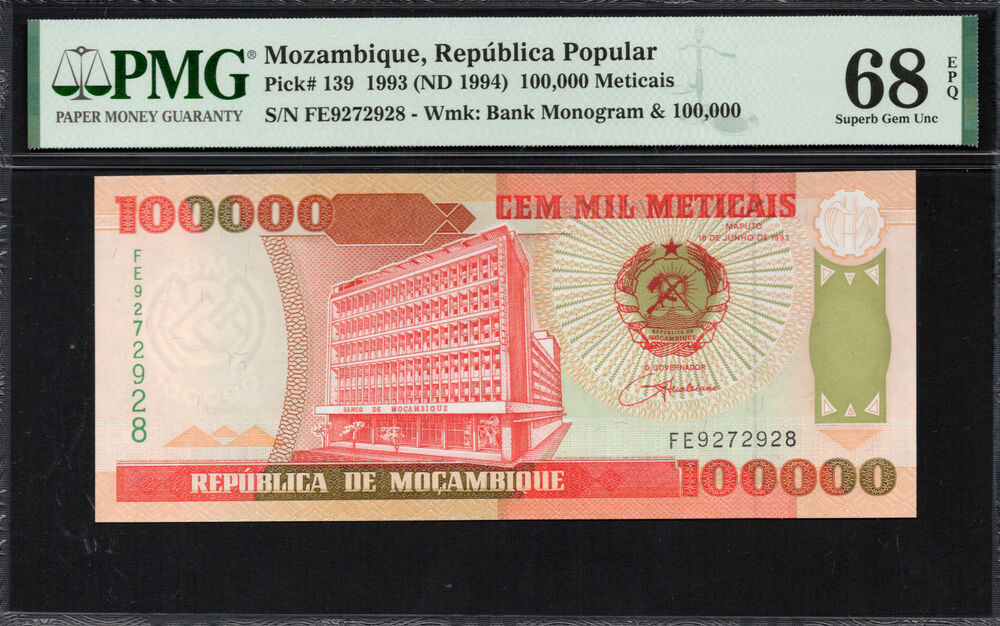 PMG®
PAPER MONEY GUARANTY
Mozambique, República Popular
Pick# 139 1993 (ND 1994) 100,000 Meticais
S/N FE9272928 - Wmk: Bank Monogram & 100,000
68 EPQ
Superb Gem Unc
100000
CEM MIL METICAIS
MAPUTO
16 DE JUNHO DE 1993
FE9272928
REPÚBLICA DE
MOÇAMBIQUE
O GOVERNADOR
BANCO DE MOÇAMBIQUE
FE9272928
REPÚBLICA DE MOÇAMBIQUE
100000